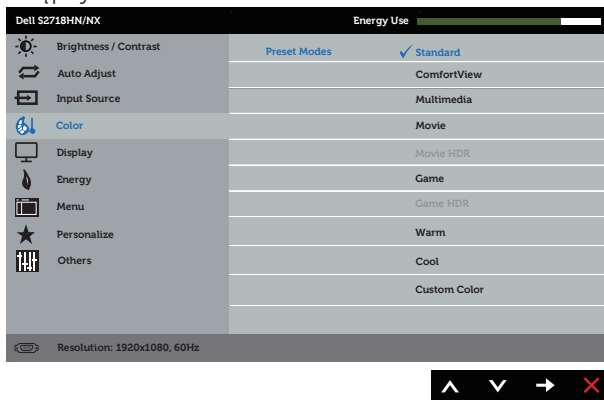 Dell S2718HN/NX Energy Use
Brightness / Contrast
Auto Adjust
Input Source
Color
Display
Energy
Menu
Personalize
Others
Preset Modes ✓ Standard
ComfortView
Multimedia
Movie
Movie HDR
Game
Game HDR
Warm
Cool
Custom Color
Resolution: 1920x1080, 60Hz